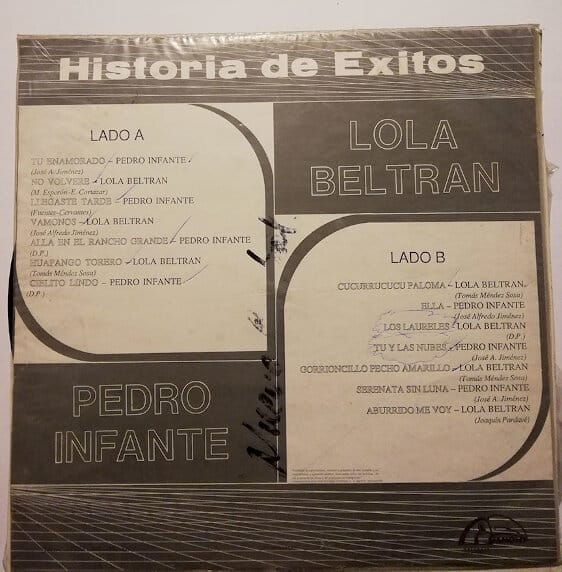 Historia de Exitos
LADO A
TU ENAMORADO - PEDRO INFANTE
(José A. Jiménez)
NO VOLVERE - LOLA BELTRAN
(M. Esperón-E. Cortazar)
LLEGASTE TARDE - PEDRO INFANTE
(Fuentes-Cervantes)
VAMONOS - LOLA BELTRAN
(José Alfredo Jiménez)
ALLA EN EL RANCHO GRANDE - PEDRO INFANTE
(D.P.)
HUAPANGO TORERO - LOLA BELTRAN
(Tomás Méndez Sosa)
CIELITO LINDO - PEDRO INFANTE
(D.P.)
LOLA
BELTRAN
LADO B
CUCURRUCUCU PALOMA - LOLA BELTRAN
(Tomás Méndez Sosa)
ELLA - PEDRO INFANTE
(José Alfredo Jiménez)
LOS LAURELES - LOLA BELTRAN
(D.P.)
TU Y LAS NUBES - PEDRO INFANTE
(José A. Jiménez)
GORRIONCILLO PECHO AMARILLO - LOLA BELTRAN
(Tomás Méndez Sosa)
SERENATA SIN LUNA - PEDRO INFANTE
(José A. Jiménez)
ABURRIDO ME VOY - LOLA BELTRAN
(Joaquín Pardavé)
PEDRO
INFANTE